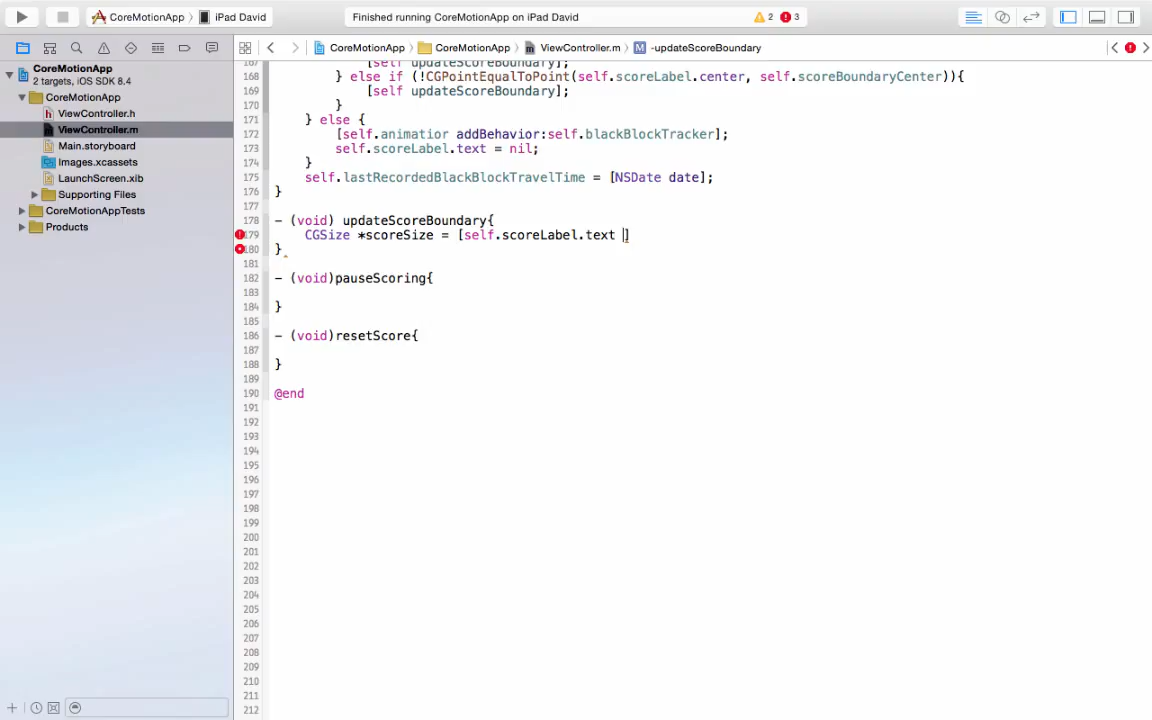 CoreMotionApp iPad David Finished running CoreMotionApp on iPad David 2 3
CoreMotionApp CoreMotionApp ViewController.m -updateScoreBoundary
CoreMotionApp
2 targets, iOS SDK 8.4
CoreMotionApp
ViewController.h
ViewController.m
Main.storyboard
Images.xcassets
LaunchScreen.xib
Supporting Files
CoreMotionAppTests
Products
167 [self updateScoreBoundary];
168 } else if (!CGPointEqualToPoint(self.scoreLabel.center, self.scoreBoundaryCenter)){
169 [self updateScoreBoundary];
170 }
171 } else {
172 [self.animatior addBehavior:self.blackBlockTracker];
173 self.scoreLabel.text = nil;
174 }
175 self.lastRecordedBlackBlockTravelTime = [NSDate date];
176 }
177
178 - (void) updateScoreBoundary{
179 CGSize *scoreSize = [self.scoreLabel.text ]
180 }
181
182 - (void)pauseScoring{
183
184 }
185
186 - (void)resetScore{
187
188 }
189
190 @end
191
192
193
194
195
196
197
198
199
200
201
202
203
204
205
206
207
208
209
210
211
212